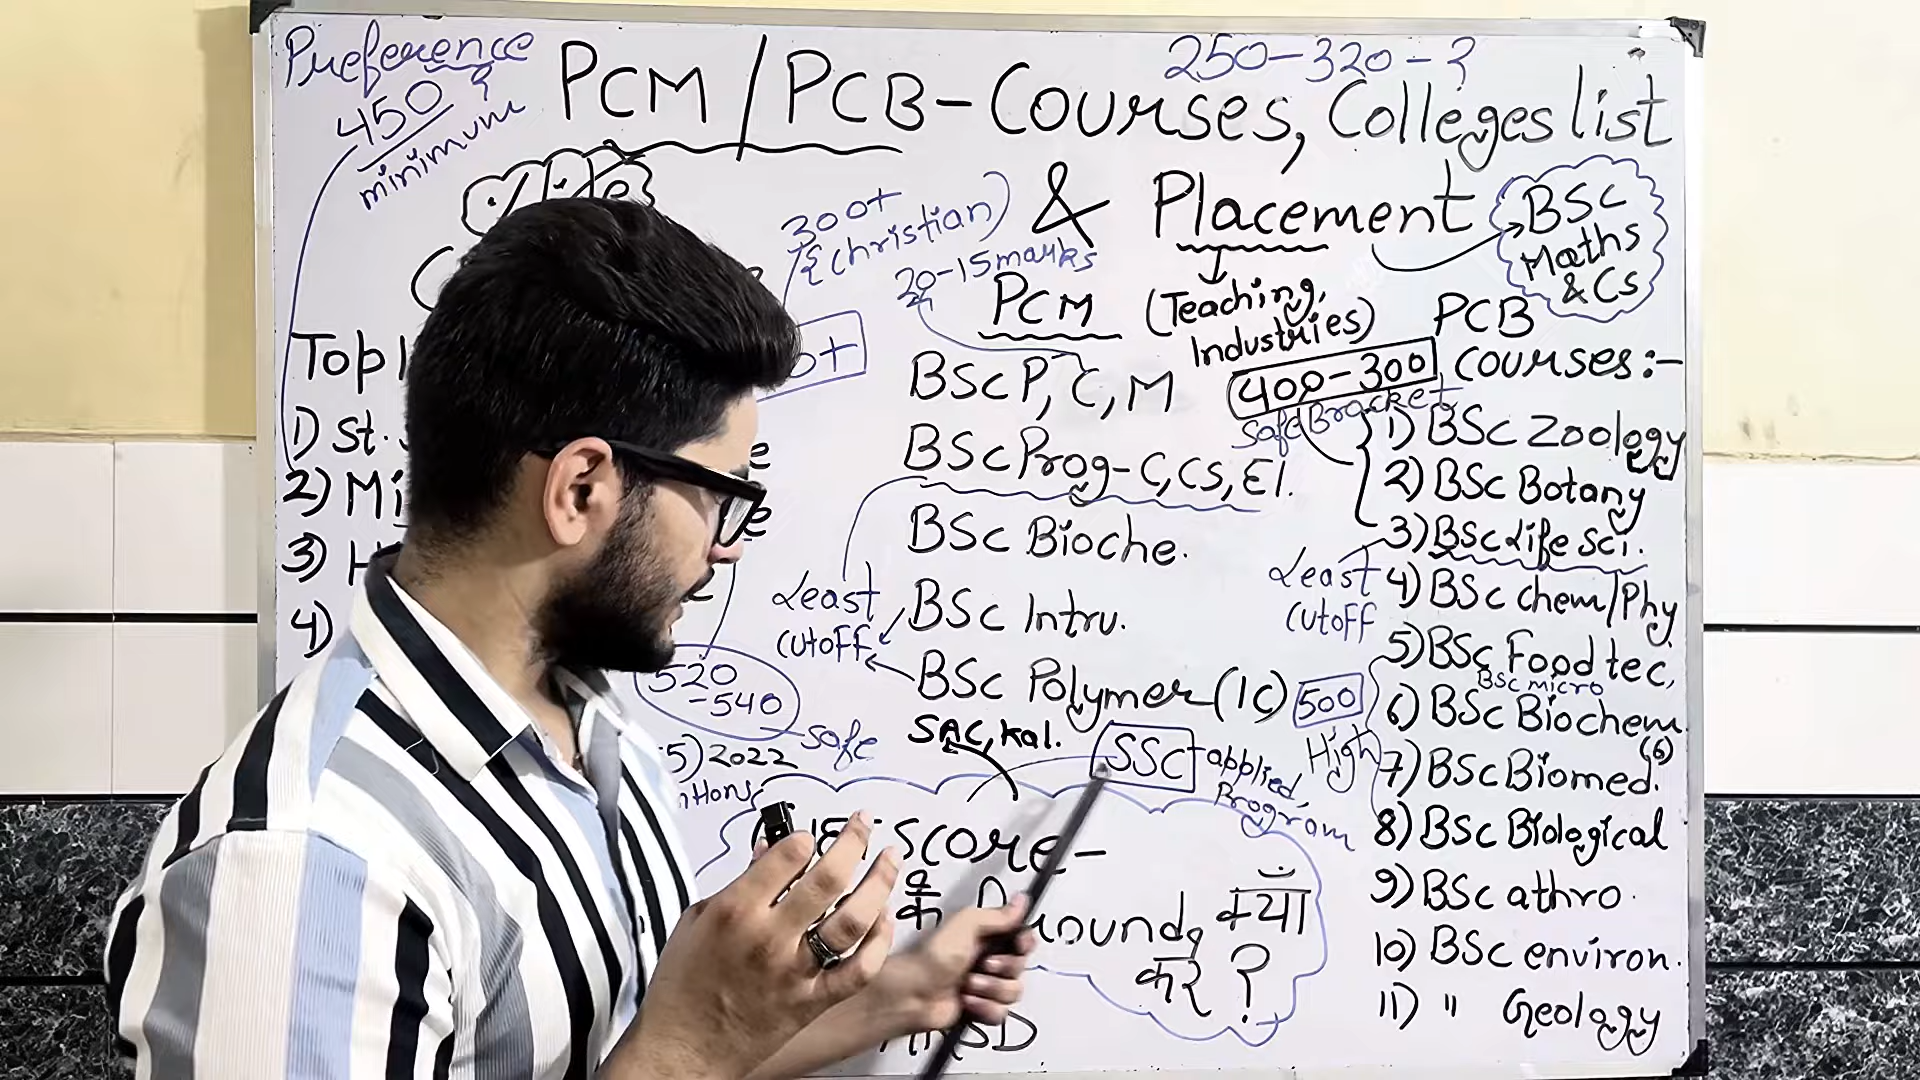 Preference
450 ?
minimum
250-320-?
PCM/PCB-Courses, Colleges list
& Placement
BSC
Maths
& CS
300+
(Christian)
20-15 marks
PCM
(Teaching,
Industries)
PCB
courses:-
400-300
Safe Bracket
Top 1
1) St.
2) Mi
3) H
4)
BSc P, C, M
BSc Prog-C, CS, El.
BSc Bioche.
BSc Intru.
BSc Polymer (1C)
Least
Cutoff
SAC, Kal.
520
-540
Safe
5) 2022
SSC
applied,
Program
Score-
के Around,
क्या
करे ?
1) BSc Zoology
2) BSc Botany
3) BSc Life Sci.
4) BSc chem/Phy
5) BSc Food tec,
BSc micro
6) BSc Biochem.
(6)
7) BSc Biomed.
8) BSc Biological
9) BSc athro.
10) BSc environ.
11) " Geology
Least
Cutoff
500
High